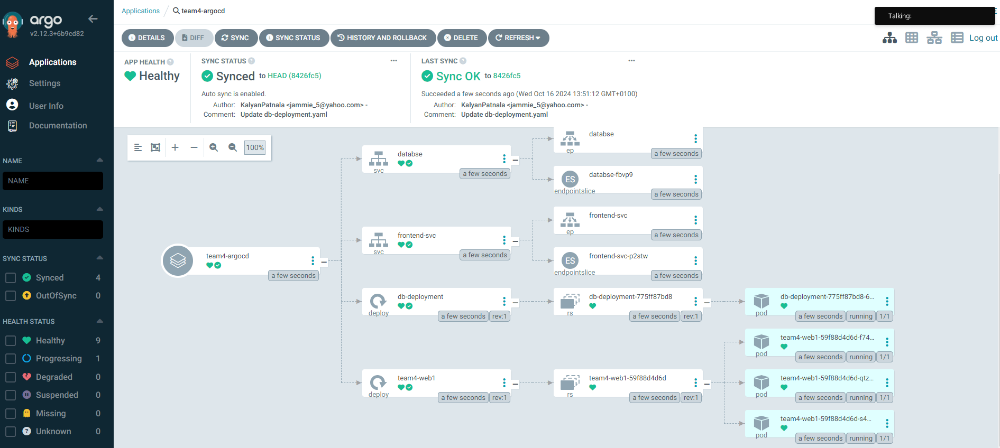 argo
v2.12.3+6b9cd82
Applications
Settings
User Info
Documentation
NAME
NAME
KINDS
KINDS
SYNC STATUS
Synced 4
OutOfSync 0
HEALTH STATUS
Healthy 9
Progressing 1
Degraded 0
Suspended 0
Missing 0
Unknown 0
Applications / team4-argocd
Talking:
DETAILS DIFF SYNC SYNC STATUS HISTORY AND ROLLBACK DELETE REFRESH
Log out
APP HEALTH
Healthy
SYNC STATUS
Synced to HEAD (8426fc5)
Auto sync is enabled.
Author: KalyanPatnala <jammie_5@yahoo.com> -
Comment: Update db-deployment.yaml
LAST SYNC
Sync OK to 8426fc5
Succeeded a few seconds ago (Wed Oct 16 2024 13:51:12 GMT+0100)
Author: KalyanPatnala <jammie_5@yahoo.com> -
Comment: Update db-deployment.yaml
100%
team4-argocd
a few seconds
databse
svc
a few seconds
databse
ep
a few seconds
ES
databse-fbvp9
endpointslice
a few seconds
frontend-svc
svc
a few seconds
frontend-svc
ep
a few seconds
ES
frontend-svc-p2stw
endpointslice
a few seconds
db-deployment
deploy
a few seconds rev:1
db-deployment-775ff87bd8
rs
a few seconds rev:1
db-deployment-775ff87bd8-6...
pod
a few seconds running 1/1
team4-web1-59f88d4d6d-f74...
pod
a few seconds running 1/1
team4-web1
deploy
a few seconds rev:1
team4-web1-59f88d4d6d
rs
a few seconds rev:1
team4-web1-59f88d4d6d-qtz...
pod
a few seconds running 1/1
team4-web1-59f88d4d6d-s4...
pod
a few seconds running 1/1